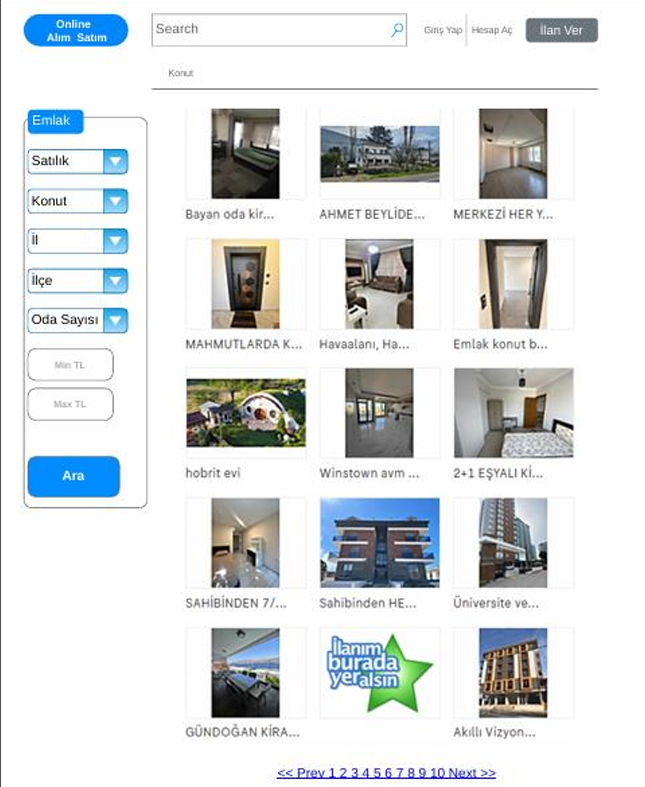 Online
Alım Satım
Search
Giriş Yap
Hesap Aç
İlan Ver
Konut
Emlak
Satılık
Konut
İl
İlçe
Oda Sayısı
Min TL
Max TL
Ara
Bayan oda kir...
AHMET BEYLİDE...
MERKEZİ HER Y...
MAHMUTLARDA K...
Havaalanı, Ha...
Emlak konut b...
hobrit evi
Winstown avm ...
2+1 EŞYALI Kİ...
SAHİBİNDEN 7/...
Sahibinden HE...
Üniversite ve...
İlanım
burada
yeralsın
GÜNDOĞAN KİRA...
Akıllı Vizyon...
<< Prev 1 2 3 4 5 6 7 8 9 10 Next >>